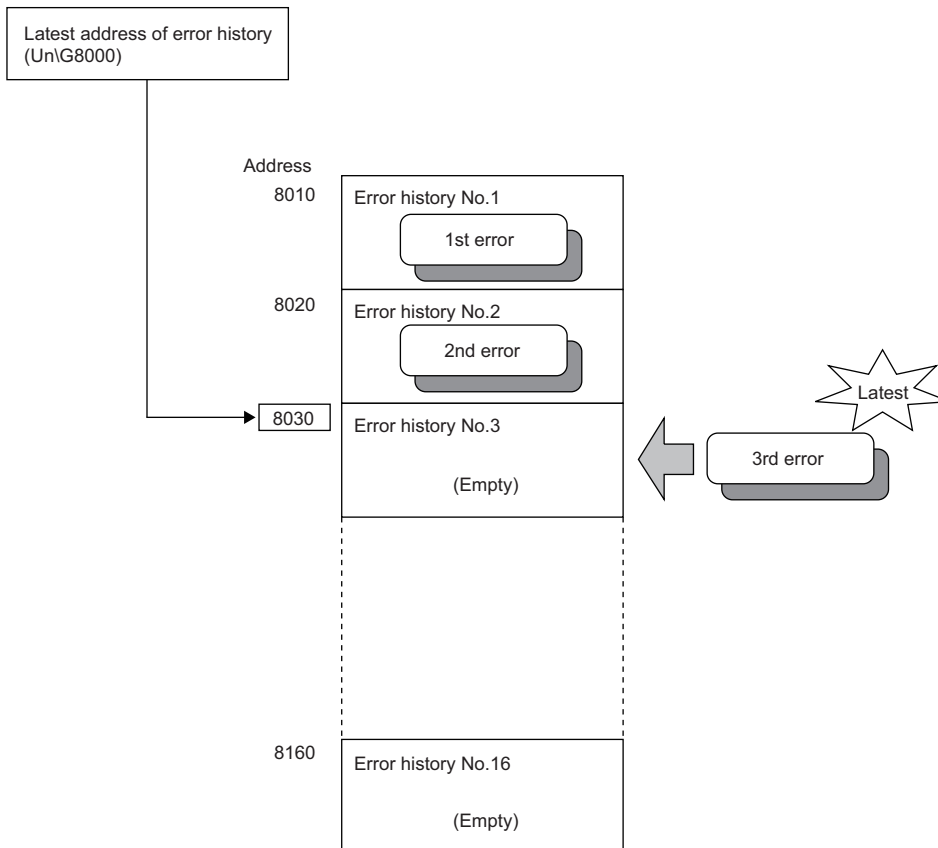 Latest address of error history
(Un\G8000)
Address
8010
Error history No.1
1st error
8020
Error history No.2
2nd error
8030
Error history No.3
(Empty)
Latest
3rd error
8160
Error history No.16
(Empty)